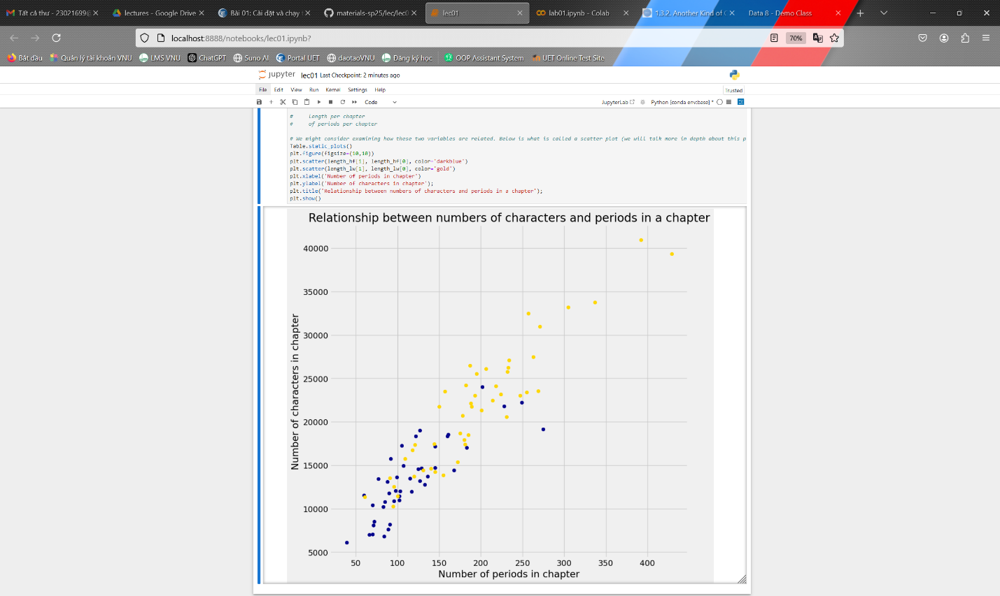 Tất cả thư - 23021699@
lectures - Google Drive
Bài 01: Cài đặt và chạy
materials-sp25/lec/lec0
lec01
lab01.ipynb - Colab
1.3.2. Another Kind of
Data 8 - Demo Class
localhost:8888/notebooks/lec01.ipynb?
70%
Bắt đầu
Quản lý tài khoản VNU
LMS VNU
ChatGPT
Suno AI
Portal UET
daotaoVNU
Đăng ký học
OOP Assistant System
UET Online Test Site
jupyter
lec01 Last Checkpoint: 2 minutes ago
File Edit View Run Kernel Settings Help
Trusted
Code
JupyterLab
Python [conda env:base] *
# Length per chapter
# of periods per chapter
# We might consider examining how these two variables are related. Below is what is called a scatter plot (we will talk more in depth about this p
Table.static_plots()
plt.figure(figsize=(10,10))
plt.scatter(length_hf[1], length_hf[0], color='darkblue')
plt.scatter(length_lw[1], length_lw[0], color='gold')
plt.xlabel('Number of periods in chapter')
plt.ylabel('Number of characters in chapter');
plt.title('Relationship between numbers of characters and periods in a chapter');
plt.show()
Relationship between numbers of characters and periods in a chapter
Number of characters in chapter
40000
35000
30000
25000
20000
15000
10000
5000
50 100 150 200 250 300 350 400
Number of periods in chapter